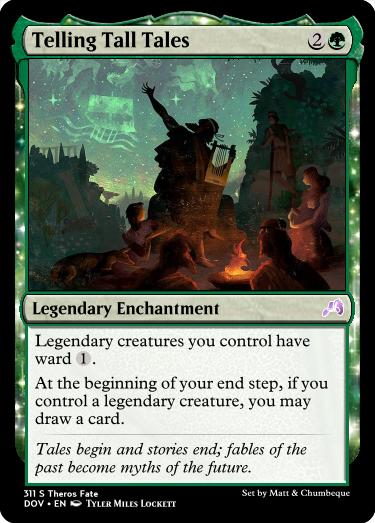 Telling Tall Tales 2
Legendary Enchantment
Legendary creatures you control have
ward 1.
At the beginning of your end step, if you
control a legendary creature, you may
draw a card.
Tales begin and stories end; fables of the
past become myths of the future.
311 S Theros Fate
DOV • EN Tyler Miles Lockett
Set by Matt & Chumbeque